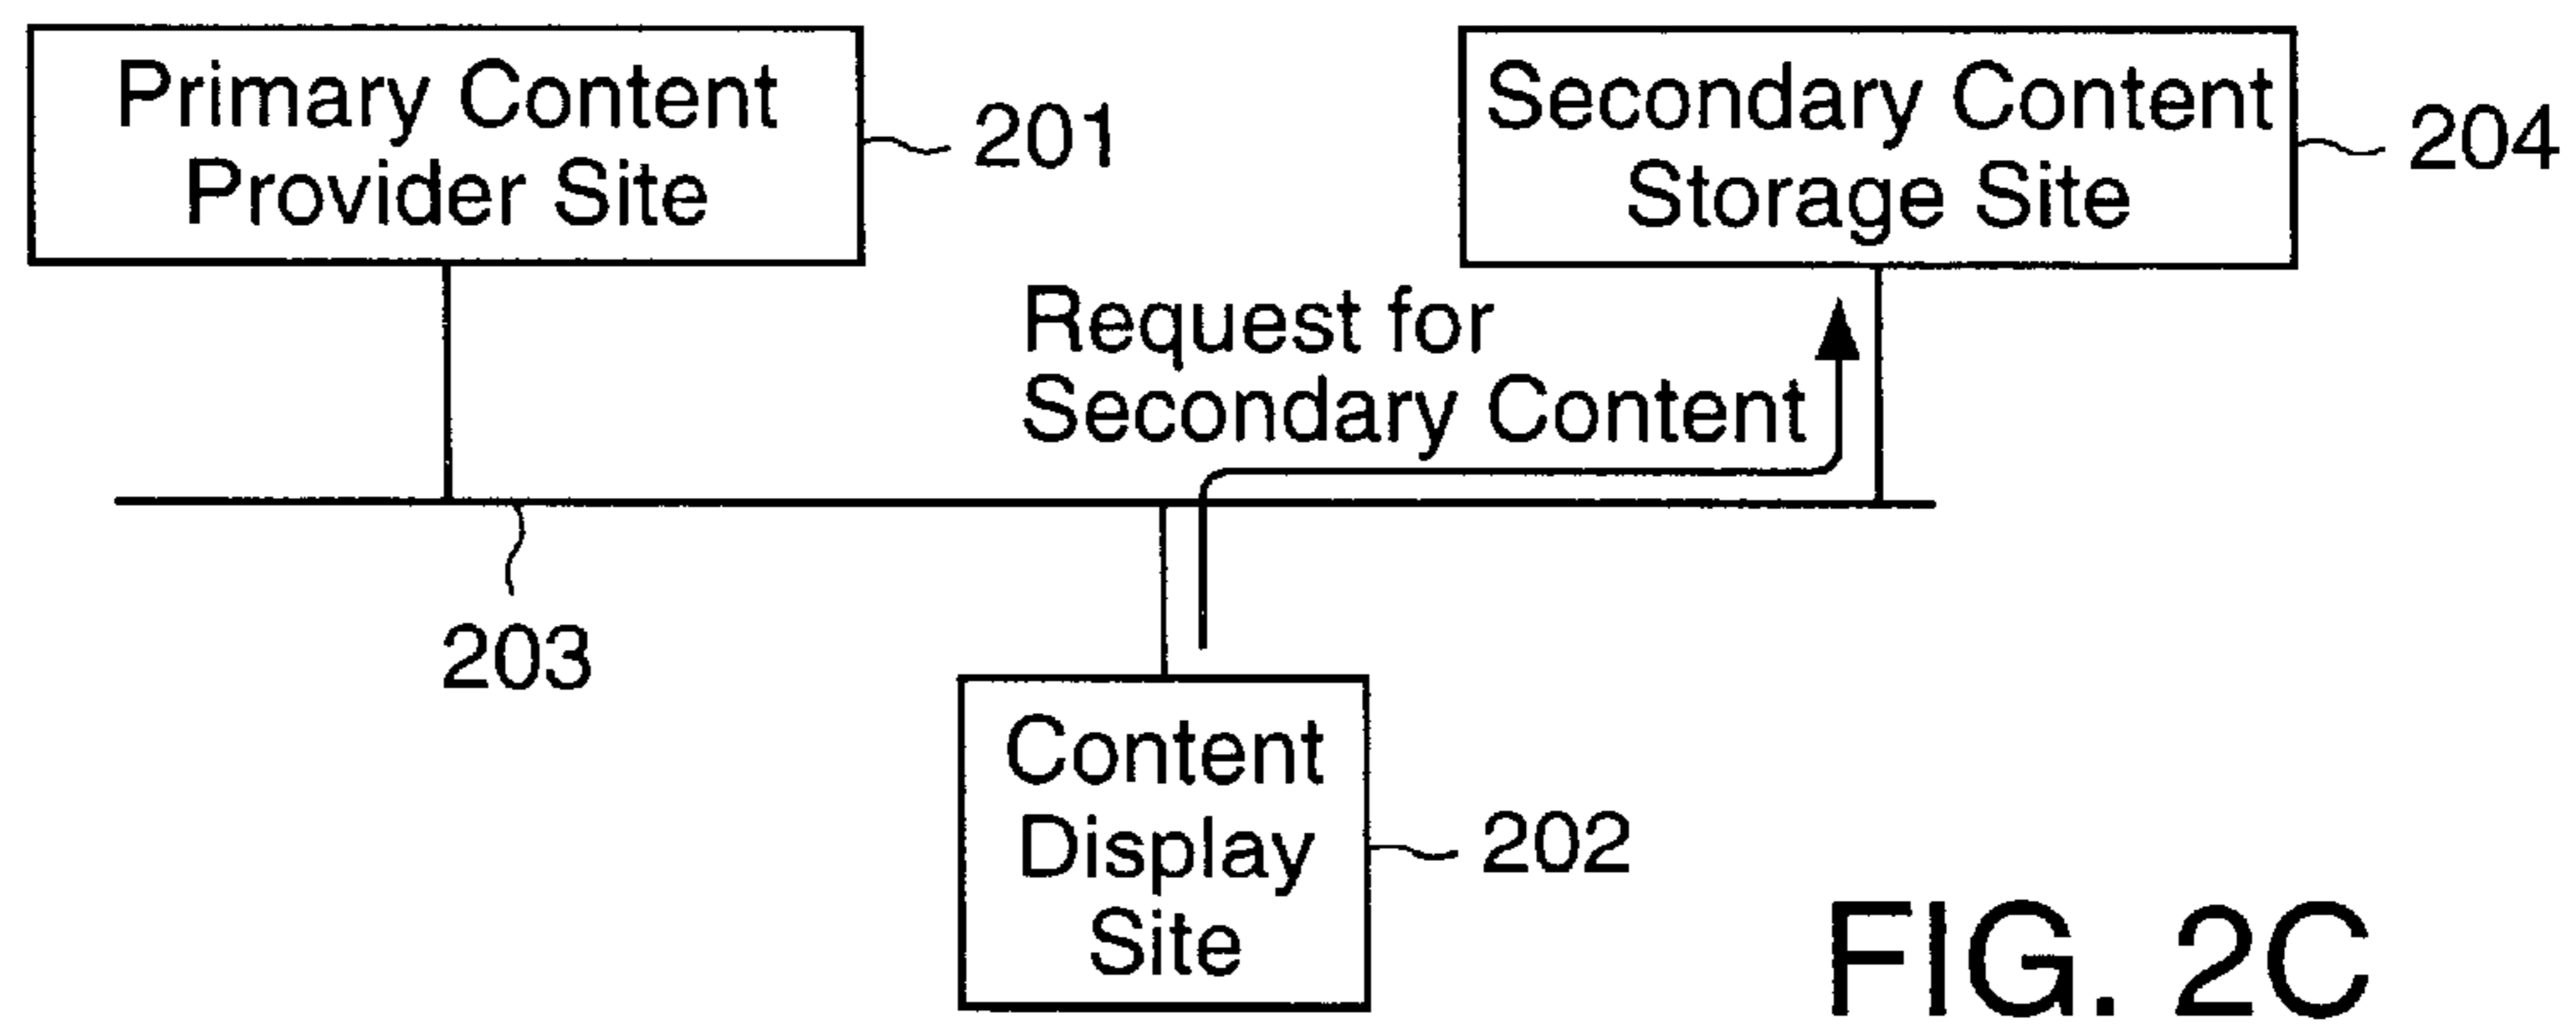 Primary Content
Provider Site
201
Secondary Content
Storage Site
204
Request for
Secondary Content
203
Content
Display
Site
202
FIG. 2C